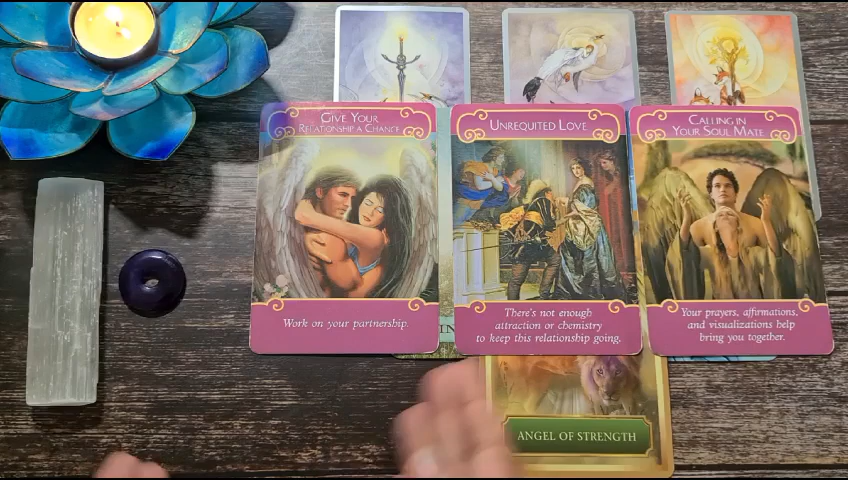 GIVE YOUR
RELATIONSHIP A CHANCE
Work on your partnership.
UNREQUITED LOVE
There's not enough
attraction or chemistry
to keep this relationship going.
CALLING IN
YOUR SOUL MATE
Your prayers, affirmations,
and visualizations help
bring you together.
ANGEL OF STRENGTH